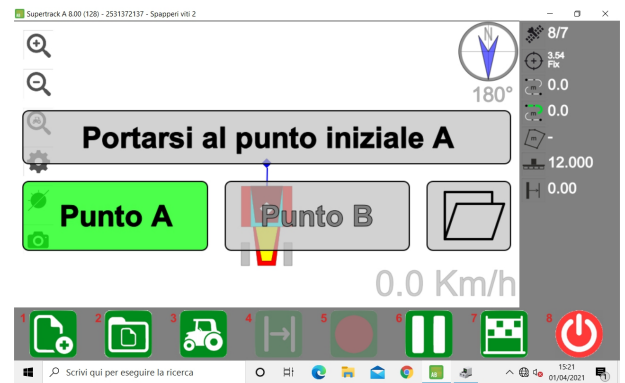 Supertrack A 8.00 (128) - 2531372137 - Spapperi viti 2
N
180°
8/7
3.54
Fix
m 0.0
m 0.0
m -
12.000
0.00
Portarsi al punto iniziale A
Punto A
Punto B
0.0 Km/h
1 2 3 4 5 6 7 8
Scrivi qui per eseguire la ricerca
15:21
01/04/2021